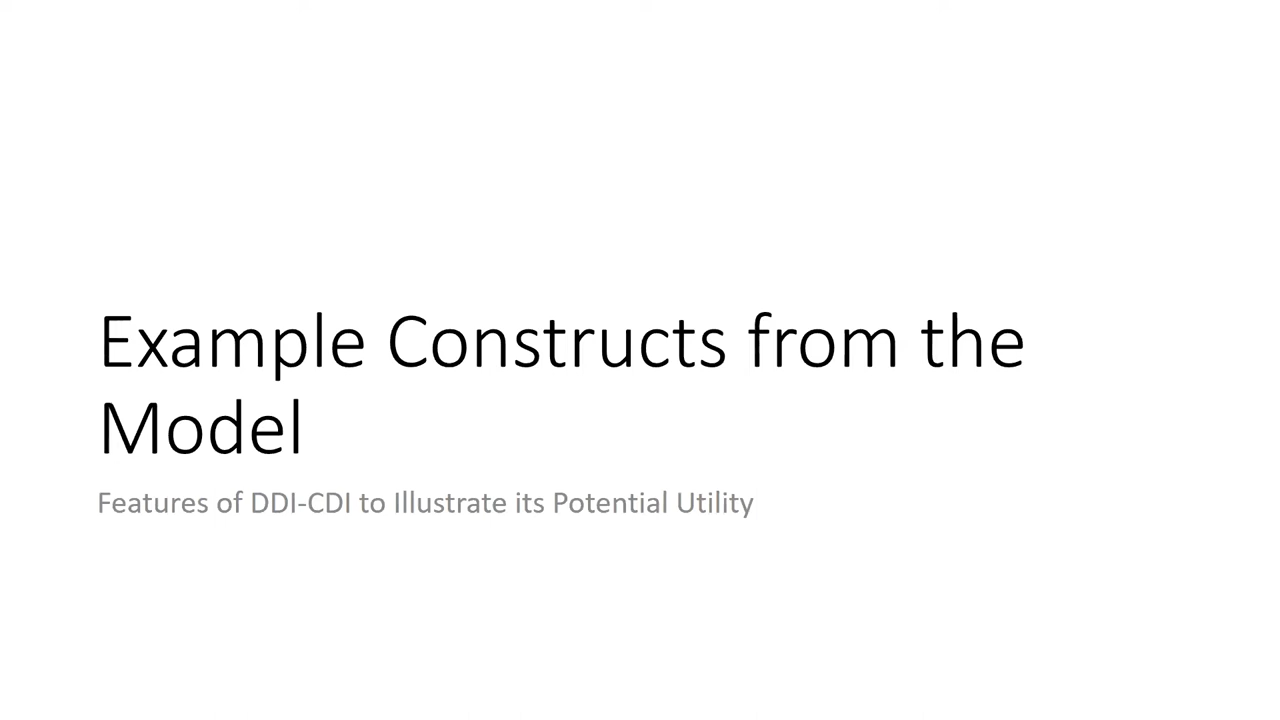 Example Constructs from the
Model
Features of DDI-CDI to Illustrate its Potential Utility